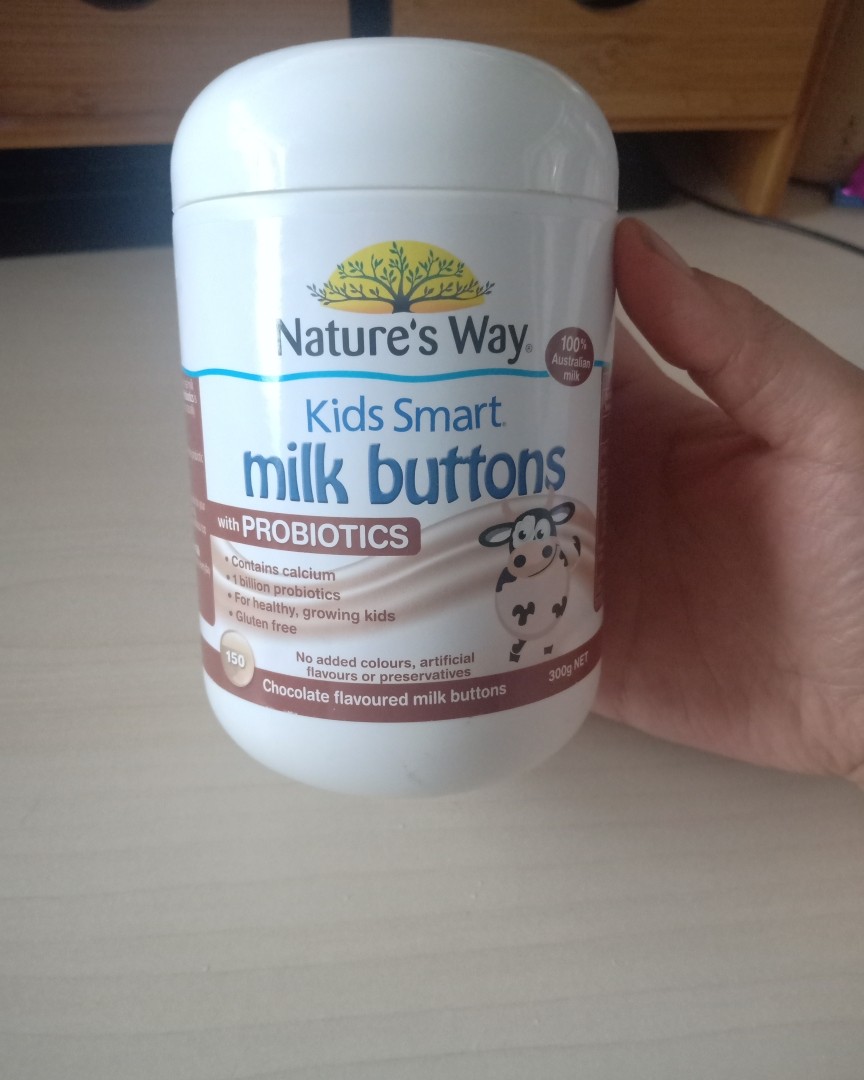 Nature's Way®
100%
Australian
milk
Kids Smart®
milk buttons
with PROBIOTICS
• Contains calcium
• 1 billion probiotics
• For healthy, growing kids
• Gluten free
150
No added colours, artificial
flavours or preservatives
300g NET
Chocolate flavoured milk buttons